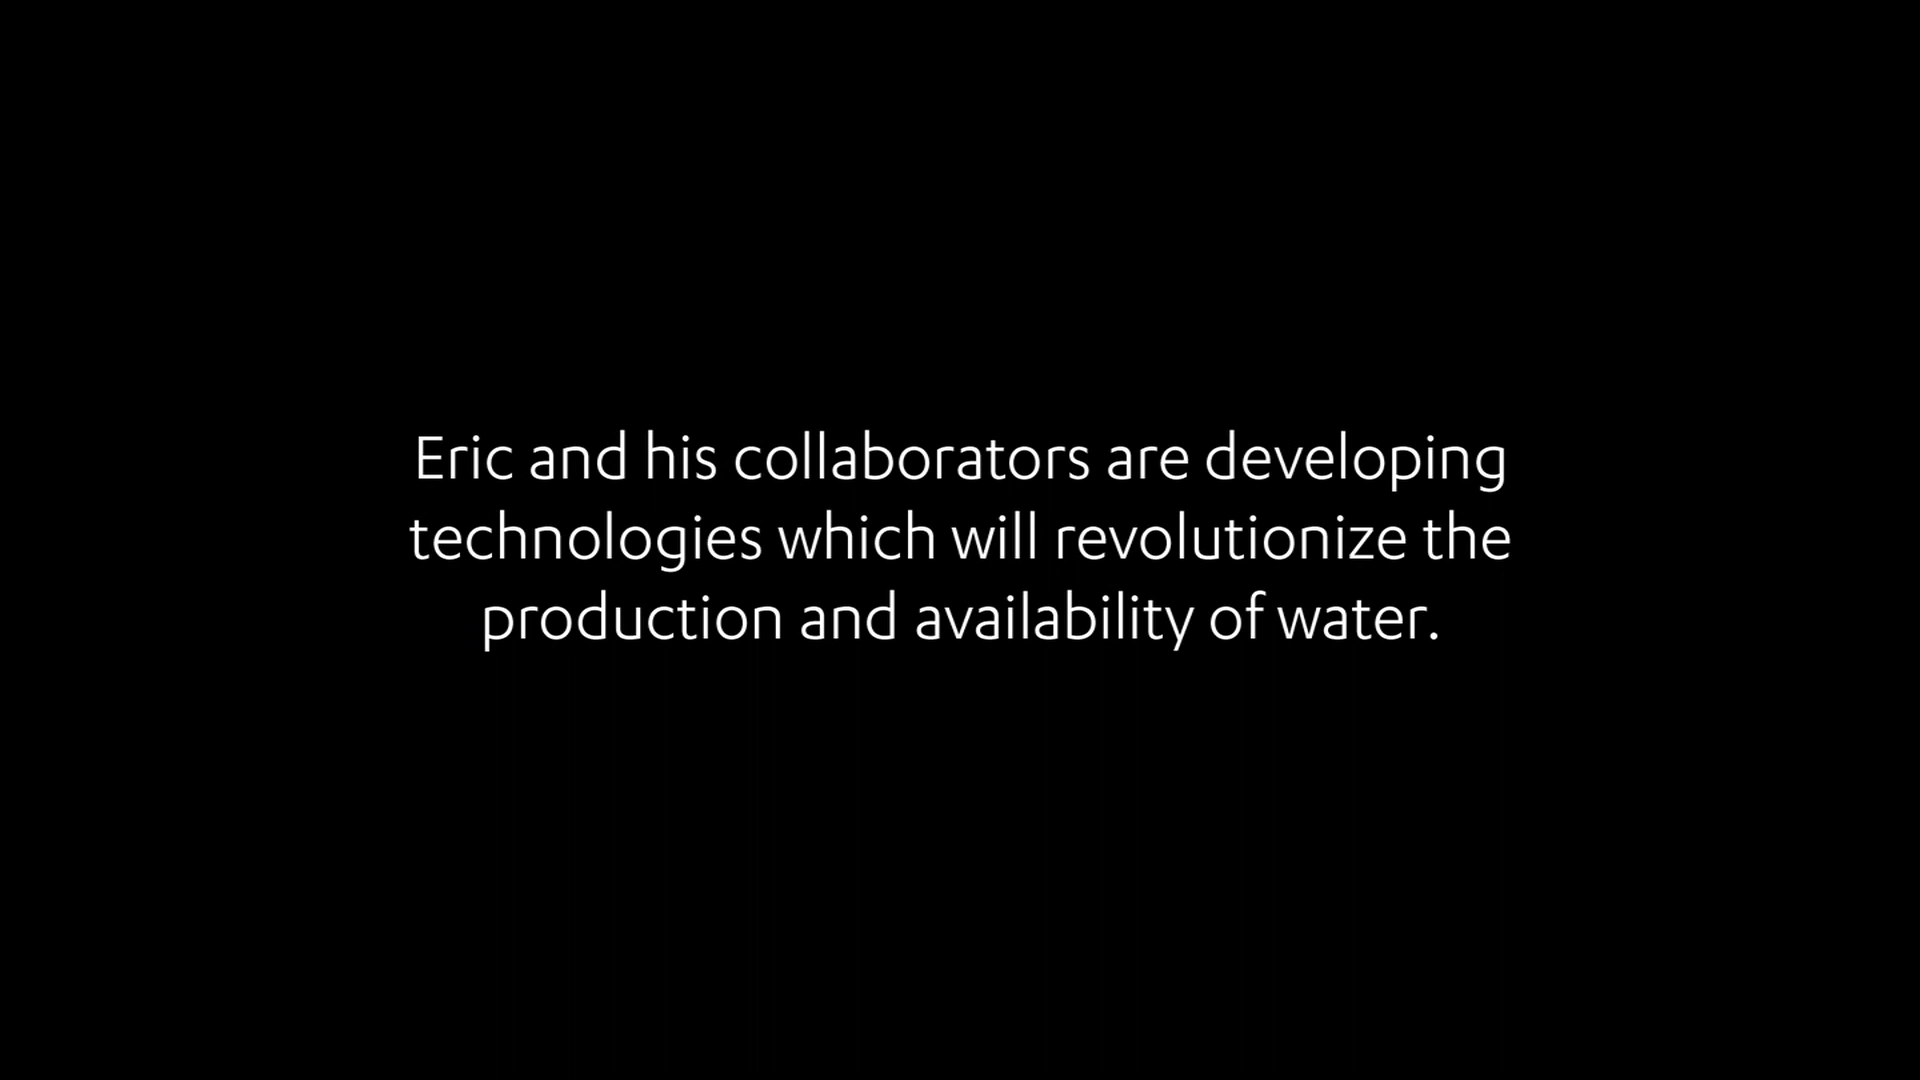 Eric and his collaborators are developing
technologies which will revolutionize the
production and availability of water.